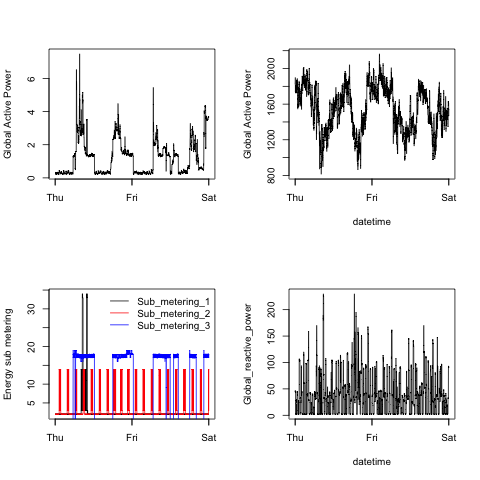 Global Active Power
0 2 4 6
Thu Fri Sat
Global Active Power
800 1200 1600 2000
Thu Fri Sat
datetime
Energy sub metering
5 10 20 30
Sub_metering_1
Sub_metering_2
Sub_metering_3
Thu Fri Sat
Global_reactive_power
0 50 100 150 200
Thu Fri Sat
datetime